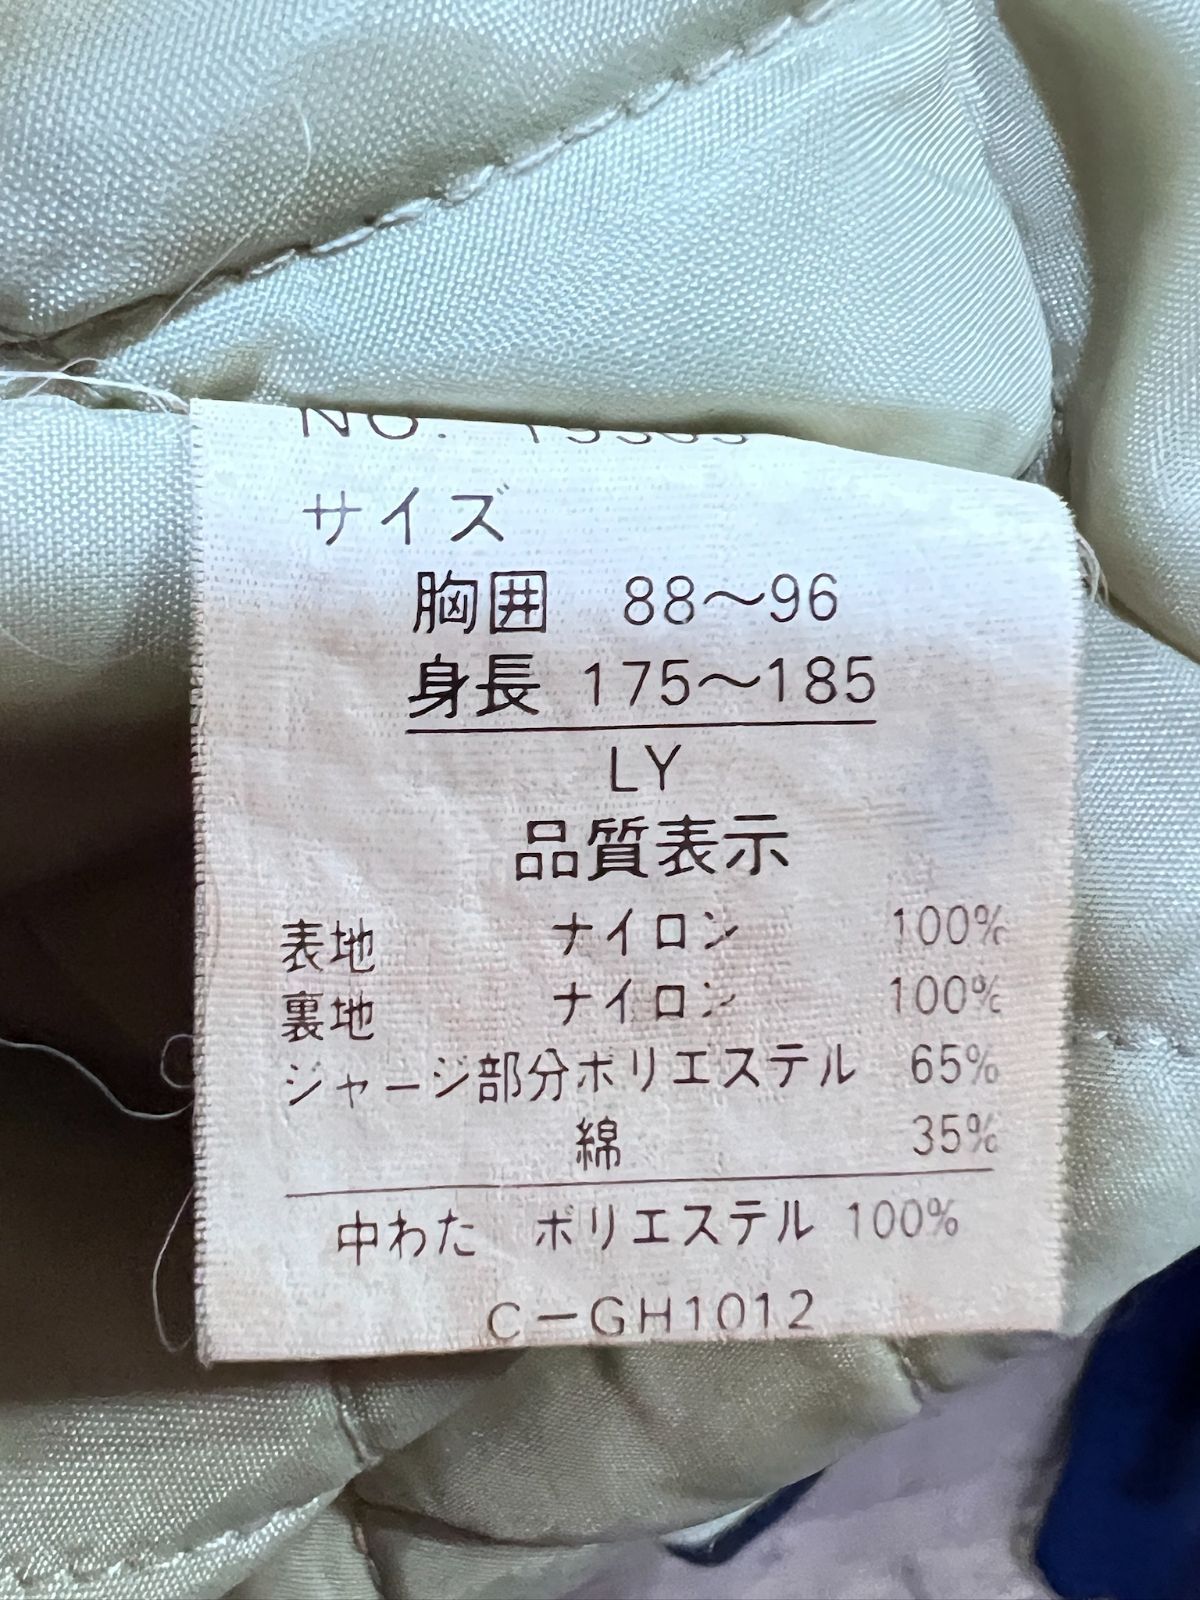 NO.
サイズ
胸囲 88〜96
身長 175〜185
LY
品質表示
表地 ナイロン 100%
裏地 ナイロン 100%
ジャージ部分ポリエステル 65%
綿 35%
中わた ポリエステル 100%
C−GH1012